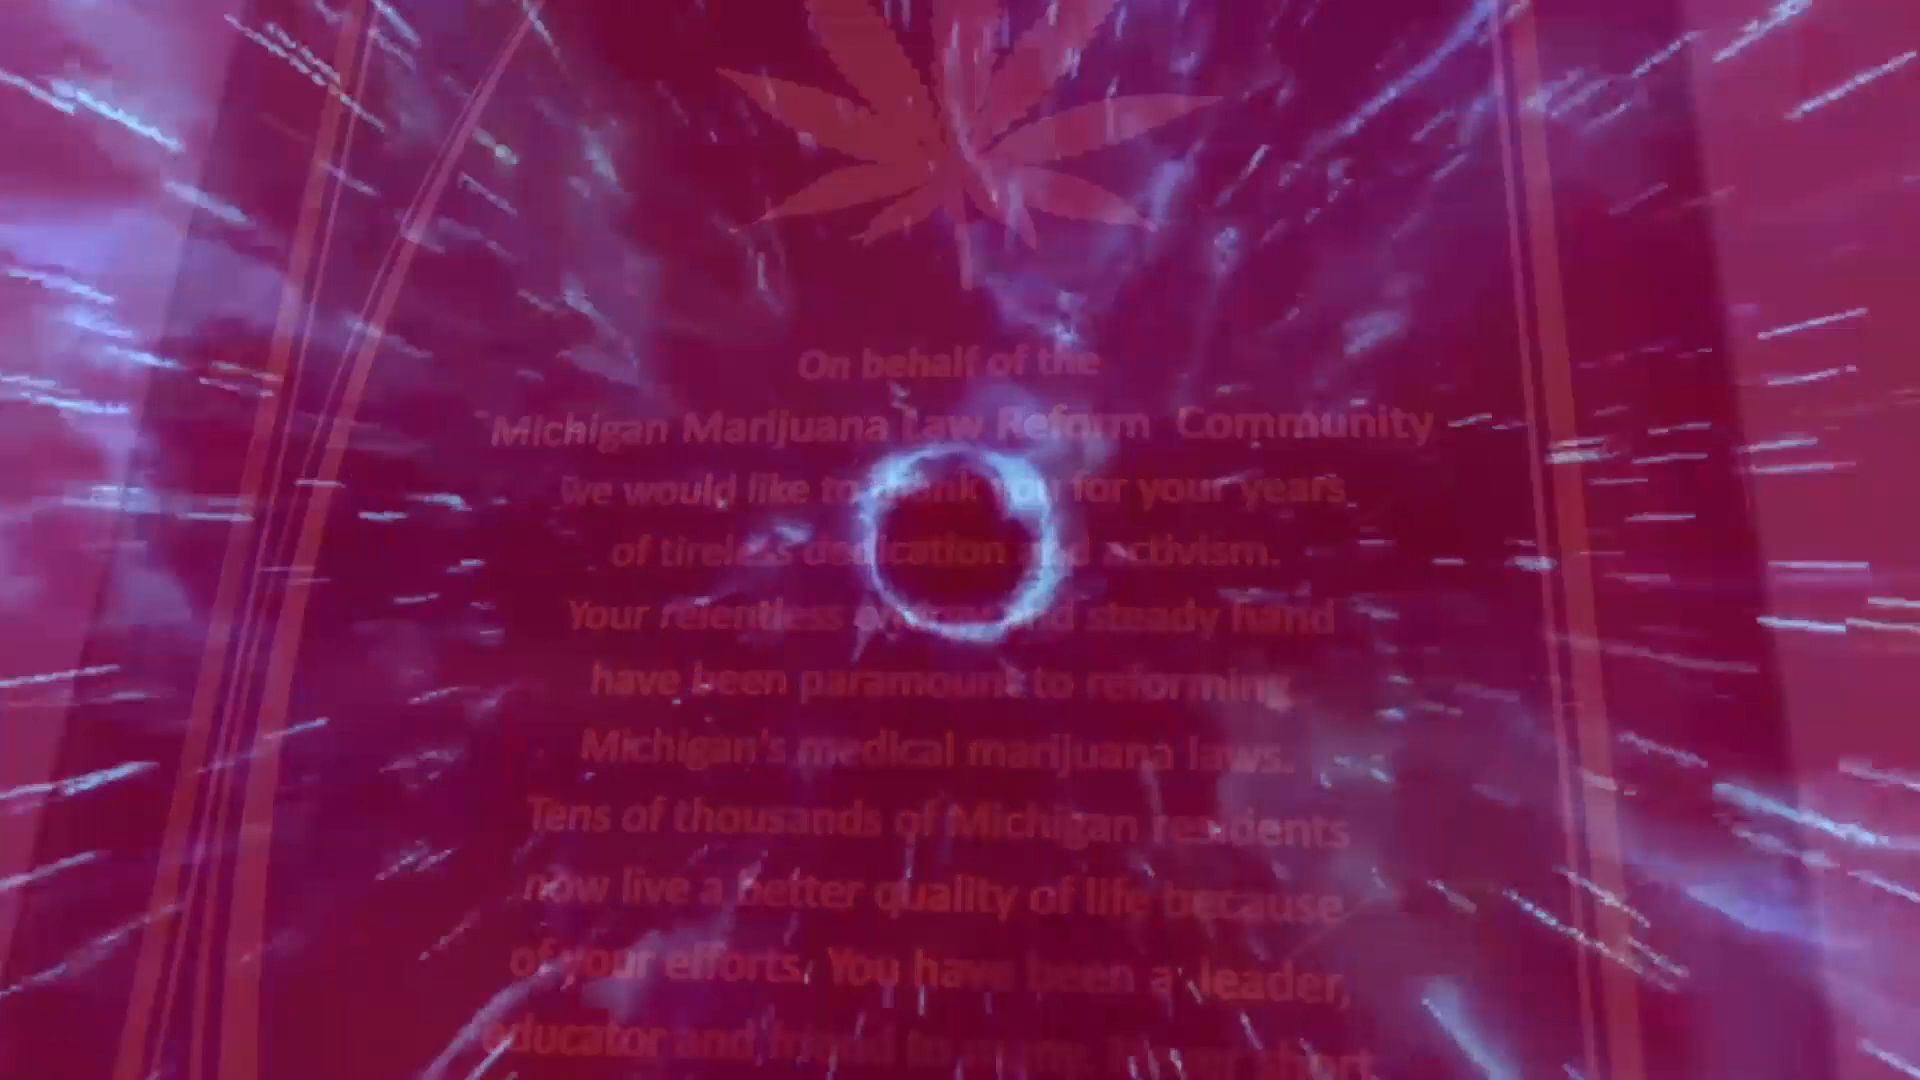 On behalf of the
Michigan Marijuana Law Reform Community
we would like to thank you for your years
of tireless dedication and activism.
Your relentless and steady hand
have been paramount to reforming
Michigan's medical marijuana laws.
Tens of thousands of Michigan residents
now live a better quality of life because
of your efforts. You have been a leader,
educator and friend to many.